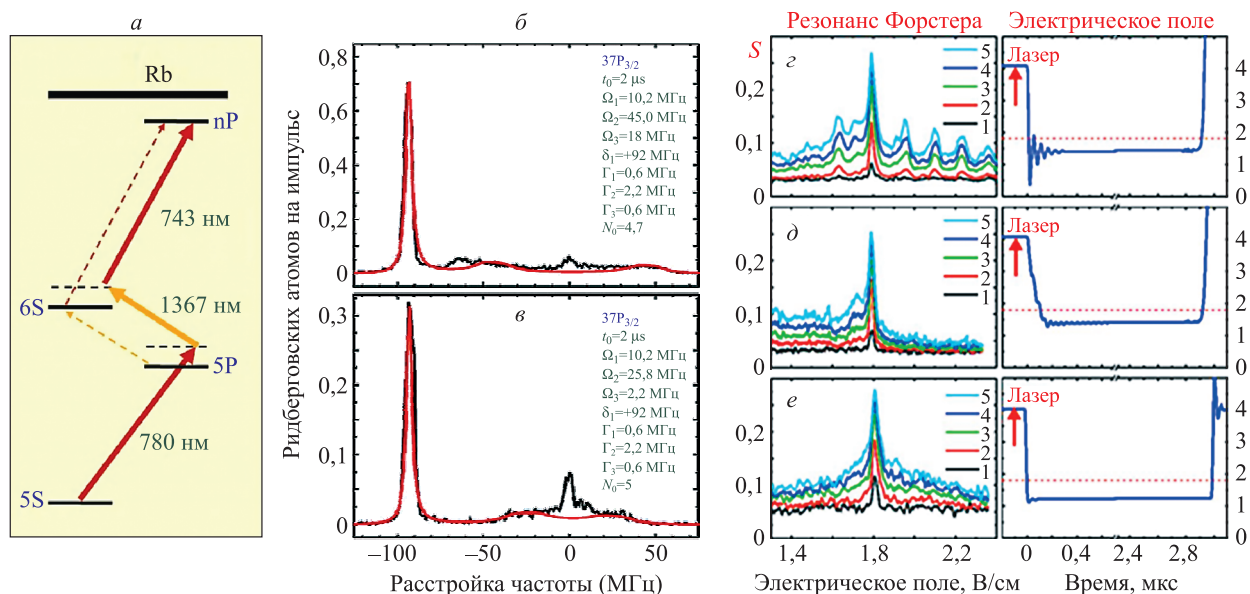 а
Rb
nP
743 нм
6S
1367 нм
5P
780 нм
5S
б
Ридберговских атомов на импульс
0,8
0,6
0,4
0,2
0
37P3/2
t0=2 μs
Ω1=10,2 МГц
Ω2=45,0 МГц
Ω3=18 МГц
δ1=+92 МГц
Γ1=0,6 МГц
Γ2=2,2 МГц
Γ3=0,6 МГц
N0=4,7
в
0,3
0,2
0,1
0
37P3/2
t0=2 μs
Ω1=10,2 МГц
Ω2=25,8 МГц
Ω3=2,2 МГц
δ1=+92 МГц
Γ1=0,6 МГц
Γ2=2,2 МГц
Γ3=0,6 МГц
N0=5
−100 −50 0 50
Расстройка частоты (МГц)
Резонанс Форстера
Электрическое поле
S
г
0,2
0,1
0
5
4
3
2
1
Лазер
4
3
2
1
0
д
0,2
0,1
0
5
4
3
2
1
Лазер
4
3
2
1
0
е
0,2
0,1
0
5
4
3
2
1
Лазер
4
3
2
1
0
1,4 1,8 2,2
Электрическое поле, В/см
0 0,4 2,4 2,8
Время, мкс